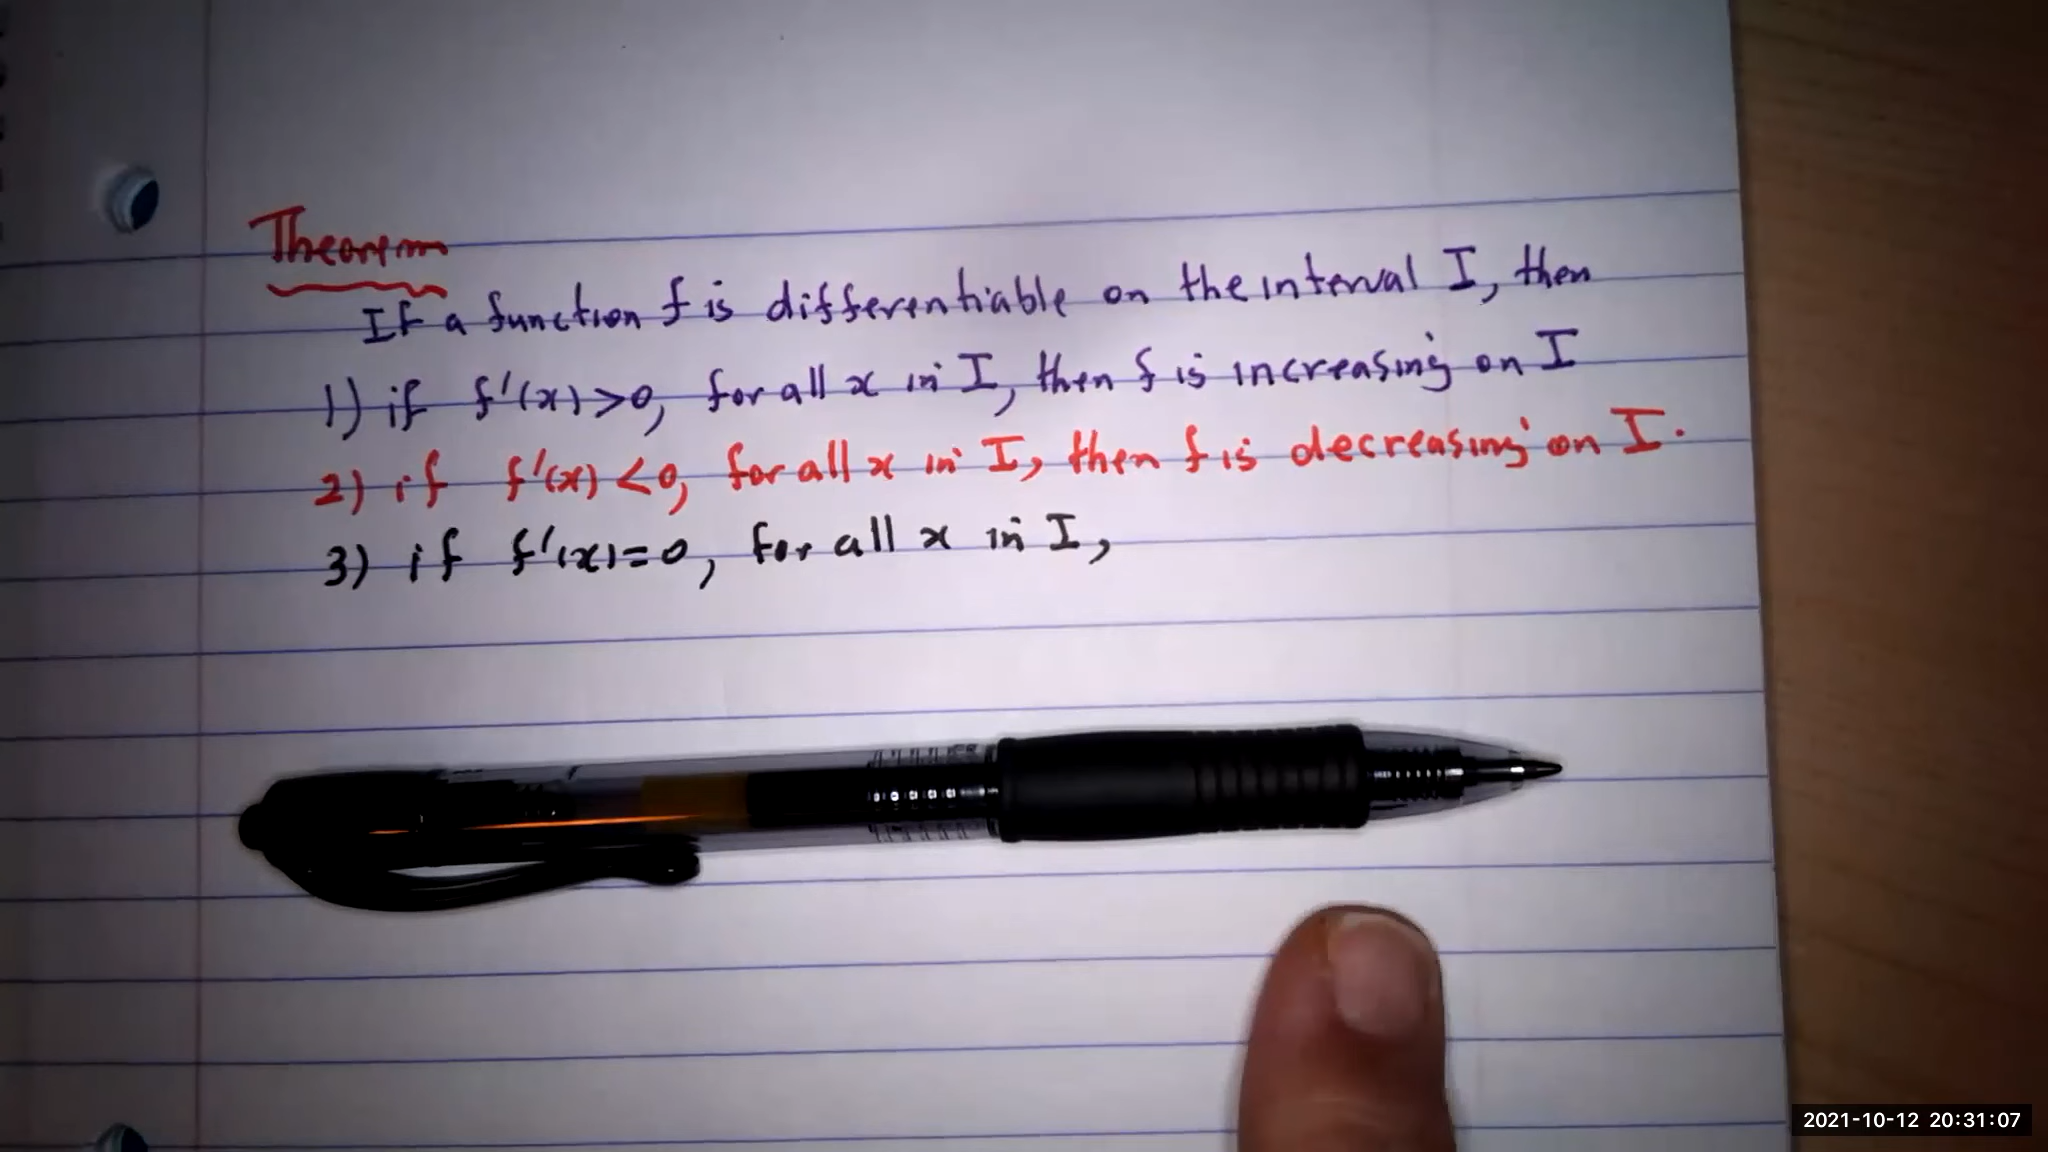 Theorem
If a function f is differentiable on the interval I, then
1) if f'(x) > 0, for all x in I, then f is increasing on I
2) if f'(x) < 0, for all x in I, then f is decreasing on I.
3) if f'(x) = 0, for all x in I,
2021-10-12 20:31:07